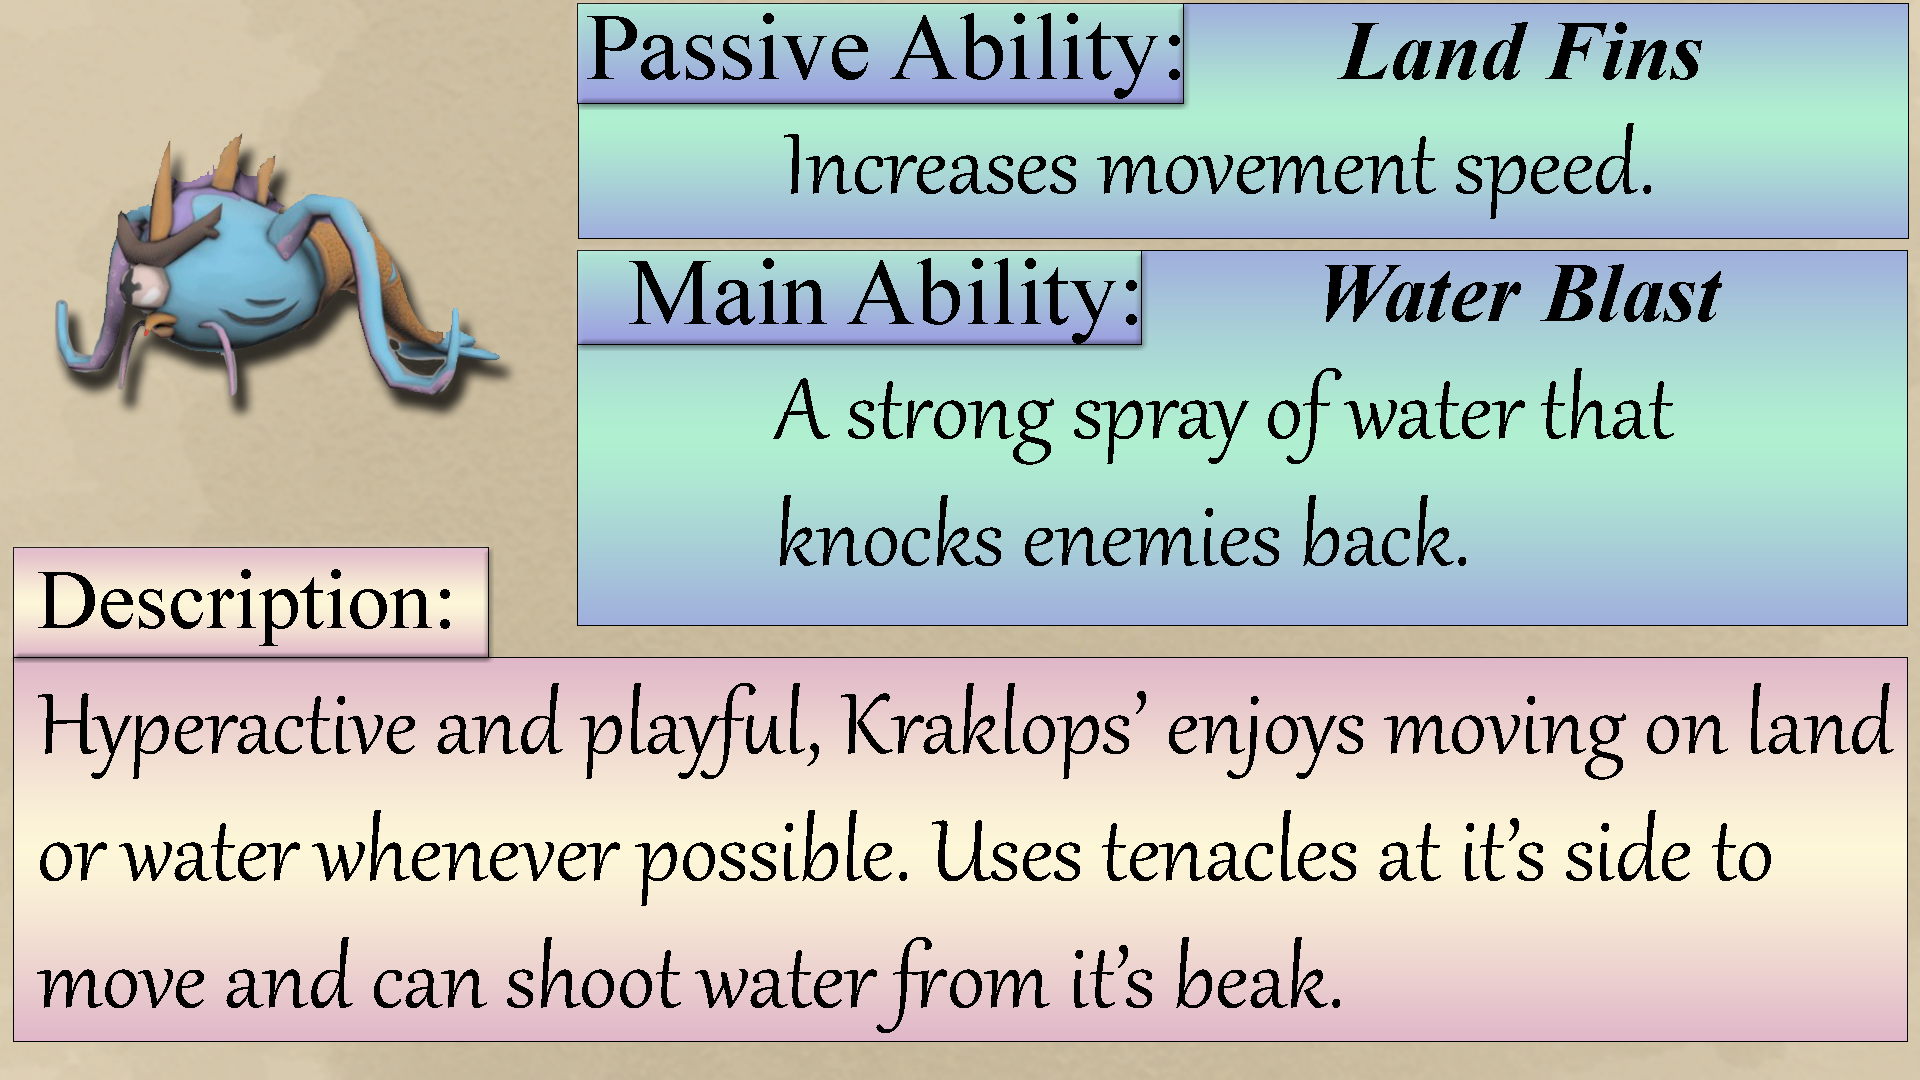 Passive Ability:
Land Fins
Increases movement speed.
Main Ability:
Water Blast
A strong spray of water that
knocks enemies back.
Description:
Hyperactive and playful, Kraklops’ enjoys moving on land
or water whenever possible. Uses tenacles at it’s side to
move and can shoot water from it’s beak.